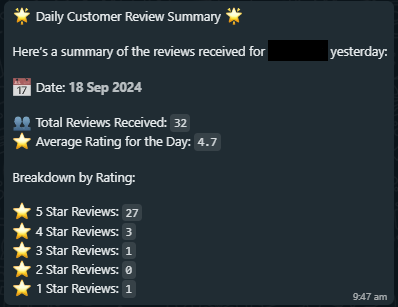 🌟 Daily Customer Review Summary 🌟
Here's a summary of the reviews received for yesterday:
📅 Date: 18 Sep 2024
👥 Total Reviews Received: 32
⭐ Average Rating for the Day: 4.7
Breakdown by Rating:
⭐ 5 Star Reviews: 27
⭐ 4 Star Reviews: 3
⭐ 3 Star Reviews: 1
⭐ 2 Star Reviews: 0
⭐ 1 Star Reviews: 1
9:47 am